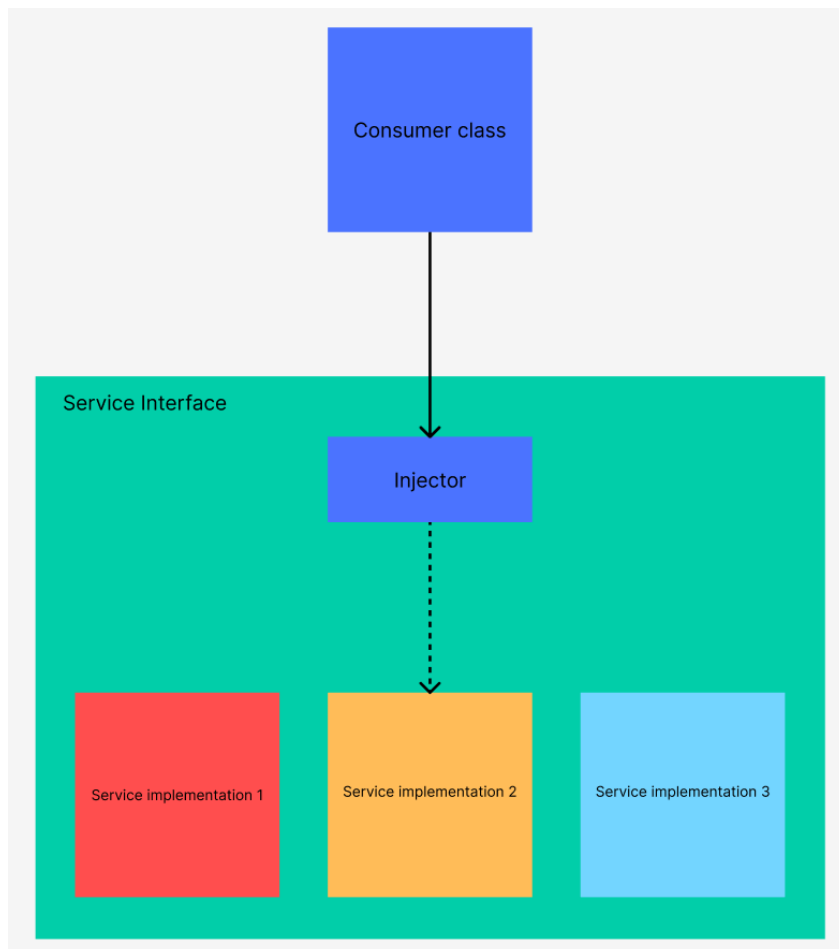 Consumer class
Service Interface
Injector
Service implementation 1
Service implementation 2
Service implementation 3